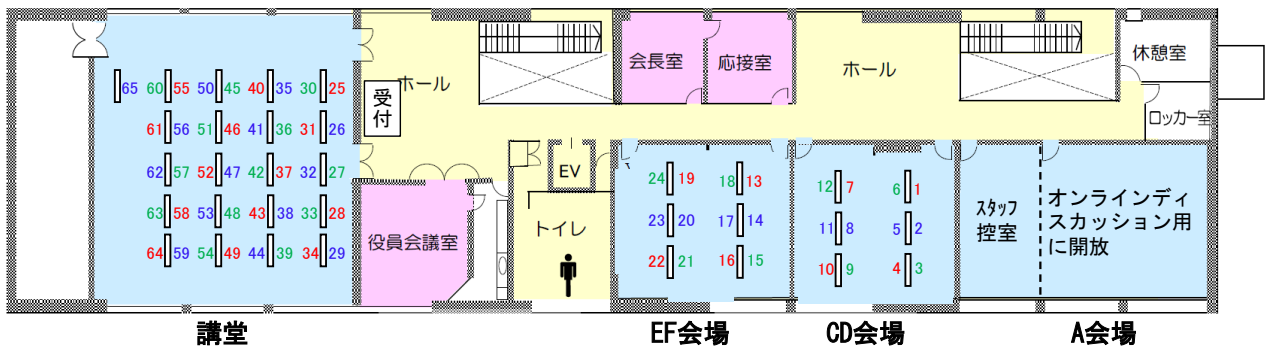 ホール
受付
会長室
応接室
ホール
休憩室
ロッカー室
65 60 55 50 45 40 35 30 25
61 56 51 46 41 36 31 26
62 57 52 47 42 37 32 27
63 58 53 48 43 38 33 28
64 59 54 49 44 39 34 29
役員会議室
EV
トイレ
24 19 18 13
23 20 17 14
22 21 16 15
12 7 6 1
11 8 5 2
10 9 4 3
スタッフ
控室
オンラインディ
スカッション用
に開放
講堂
EF会場
CD会場
A会場